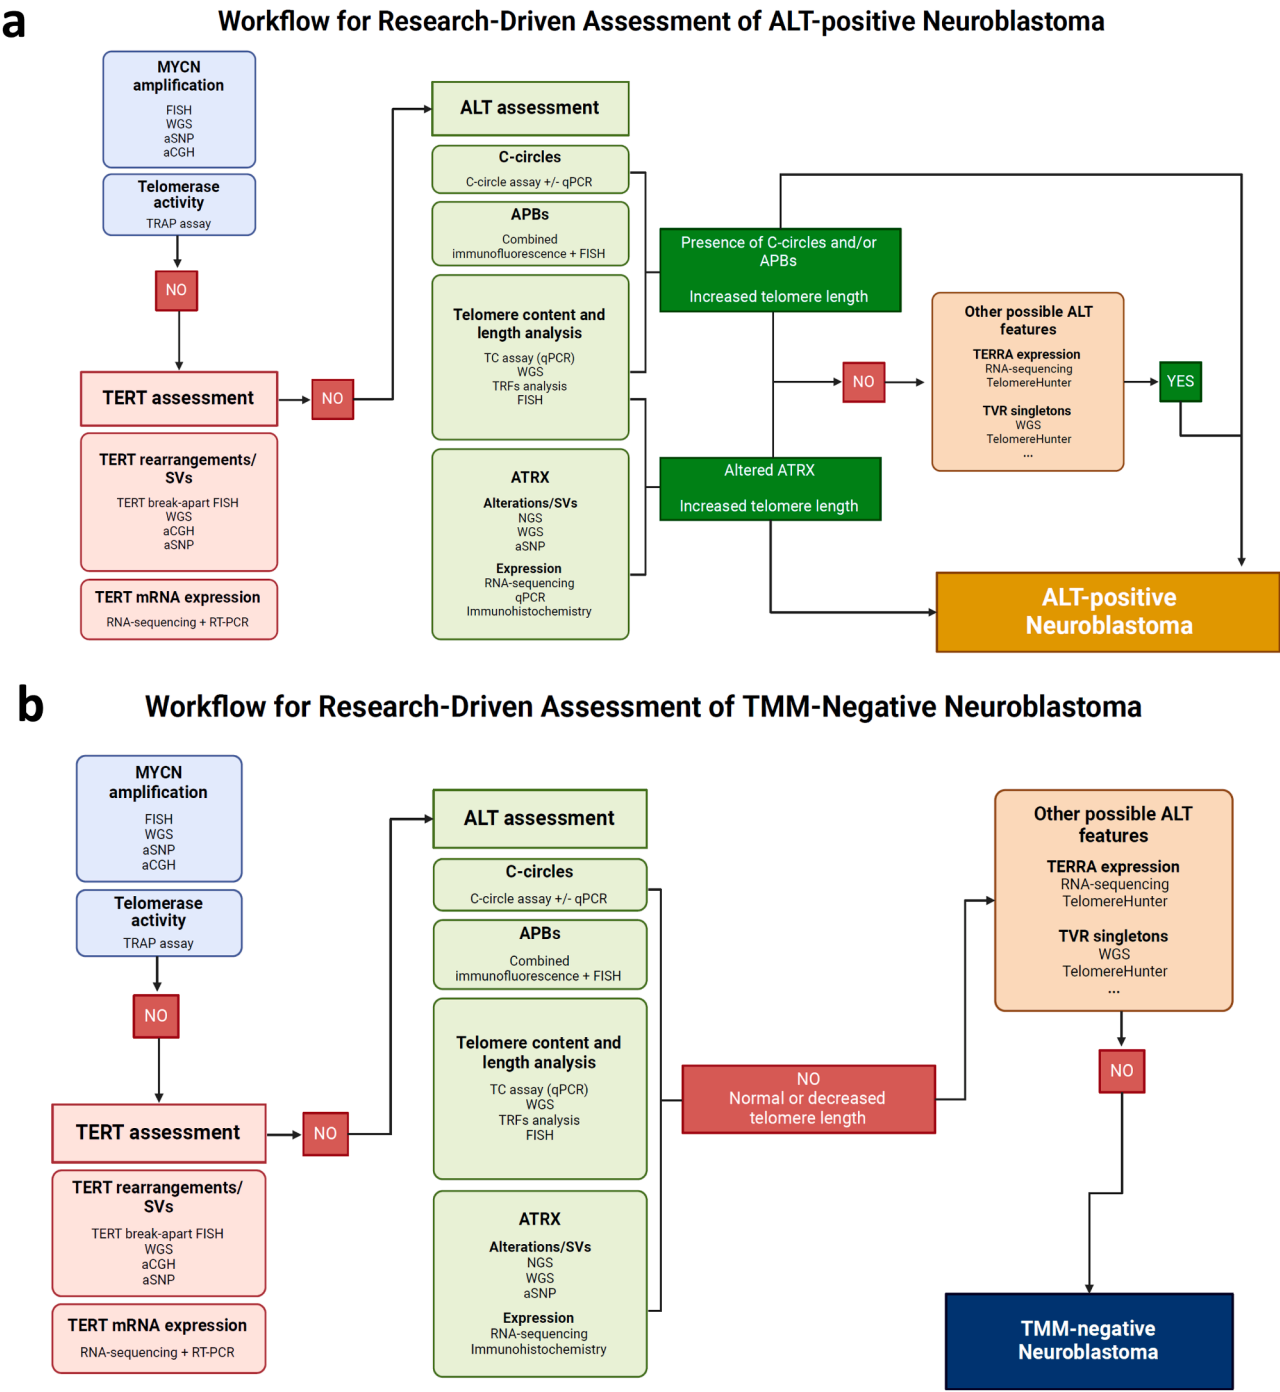 a
Workflow for Research-Driven Assessment of ALT-positive Neuroblastoma
MYCN
amplification
FISH
WGS
aSNP
aCGH
Telomerase
activity
TRAP assay
NO
TERT assessment
NO
TERT rearrangements/
SVs
TERT break-apart FISH
WGS
aCGH
aSNP
TERT mRNA expression
RNA-sequencing + RT-PCR
ALT assessment
C-circles
C-circle assay +/- qPCR
APBs
Combined
immunofluorescence + FISH
Telomere content and
length analysis
TC assay (qPCR)
WGS
TRFs analysis
FISH
ATRX
Alterations/SVs
NGS
WGS
aSNP
Expression
RNA-sequencing
qPCR
Immunohistochemistry
Presence of C-circles and/or
APBs
Increased telomere length
NO
Altered ATRX
Increased telomere length
Other possible ALT
features
TERRA expression
RNA-sequencing
TelomereHunter
TVR singletons
WGS
TelomereHunter
...
YES
ALT-positive
Neuroblastoma
b
Workflow for Research-Driven Assessment of TMM-Negative Neuroblastoma
MYCN
amplification
FISH
WGS
aSNP
aCGH
Telomerase
activity
TRAP assay
NO
TERT assessment
NO
TERT rearrangements/
SVs
TERT break-apart FISH
WGS
aCGH
aSNP
TERT mRNA expression
RNA-sequencing + RT-PCR
ALT assessment
C-circles
C-circle assay +/- qPCR
APBs
Combined
immunofluorescence + FISH
Telomere content and
length analysis
TC assay (qPCR)
WGS
TRFs analysis
FISH
ATRX
Alterations/SVs
NGS
WGS
aSNP
Expression
RNA-sequencing
Immunohistochemistry
NO
Normal or decreased
telomere length
Other possible ALT
features
TERRA expression
RNA-sequencing
TelomereHunter
TVR singletons
WGS
TelomereHunter
...
NO
TMM-negative
Neuroblastoma